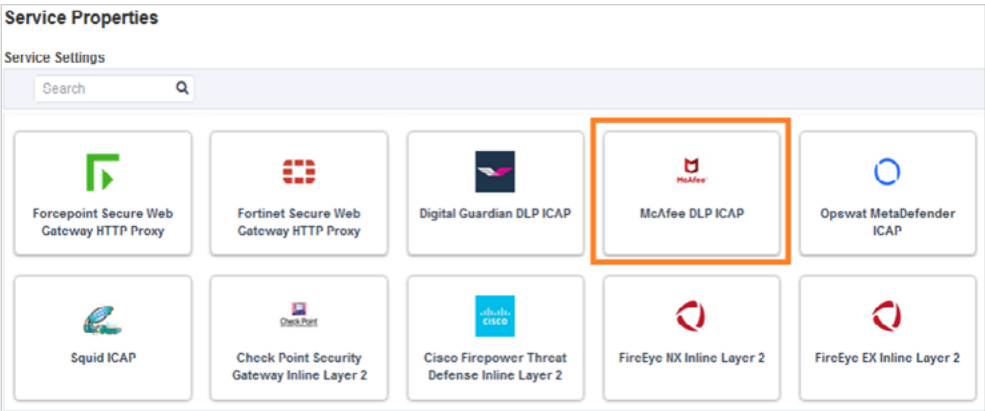 Service Properties
Service Settings
Search
Forcepoint Secure Web
Gateway HTTP Proxy
Fortinet Secure Web
Gateway HTTP Proxy
Digital Guardian DLP ICAP
McAfee
McAfee DLP ICAP
Opswat MetaDefender
ICAP
Squid ICAP
Check Point
Check Point Security
Gateway Inline Layer 2
CISCO
Cisco Firepower Threat
Defense Inline Layer 2
FireEye NX Inline Layer 2
FireEye EX Inline Layer 2